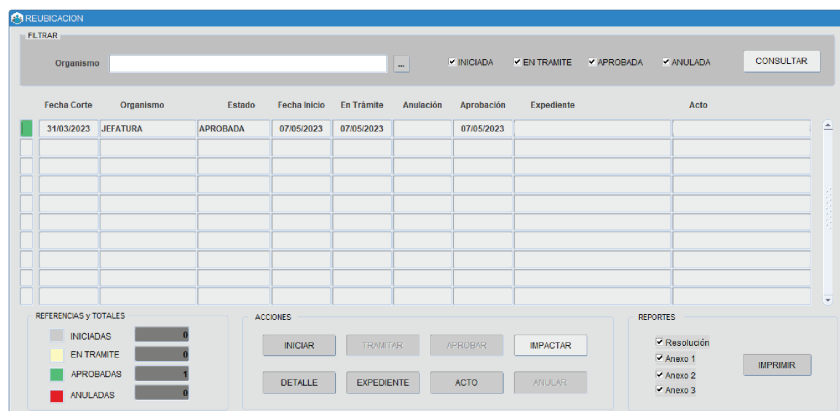 REUBICACION
FILTRAR
Organismo ... INICIADA EN TRAMITE APROBADA ANULADA CONSULTAR
Fecha Corte Organismo Estado Fecha Inicio En Trámite Anulación Aprobación Expediente Acto
31/03/2023 JEFATURA APROBADA 07/05/2023 07/05/2023 07/05/2023
REFERENCIAS y TOTALES
INICIADAS 0
EN TRAMITE 0
APROBADAS 1
ANULADAS 0
ACCIONES
INICIAR TRAMITAR APROBAR IMPACTAR
DETALLE EXPEDIENTE ACTO ANULAR
REPORTES
Resolución
Anexo 1
Anexo 2
Anexo 3
IMPRIMIR